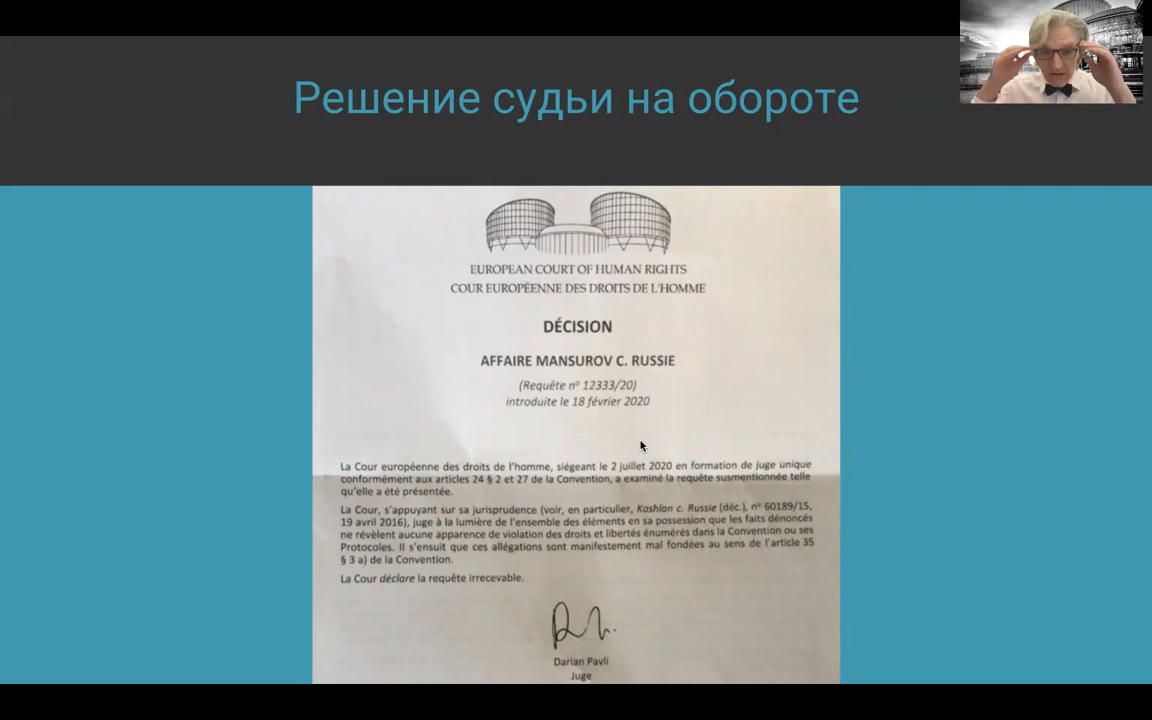 Решение судьи на обороте
EUROPEAN COURT OF HUMAN RIGHTS
COUR EUROPÉENNE DES DROITS DE L'HOMME
DÉCISION
AFFAIRE MANSUROV C. RUSSIE
(Requête nº 12333/20)
introduite le 18 février 2020
La Cour européenne des droits de l'homme, siégeant le 2 juillet 2020 en formation de juge unique
conformément aux articles 24 § 2 et 27 de la Convention, a examiné la requête susmentionnée telle
qu'elle a été présentée.
La Cour, s'appuyant sur sa jurisprudence (voir, en particulier, Kashlan c. Russie (déc.), nº 60189/15,
19 avril 2016), juge à la lumière de l'ensemble des éléments en sa possession que les faits dénoncés
ne révèlent aucune apparence de violation des droits et libertés énumérés dans la Convention ou ses
Protocoles. Il s'ensuit que ces allégations sont manifestement mal fondées au sens de l'article 35
§ 3 a) de la Convention.
La Cour déclare la requête irrecevable.
Darian Pavli
Juge